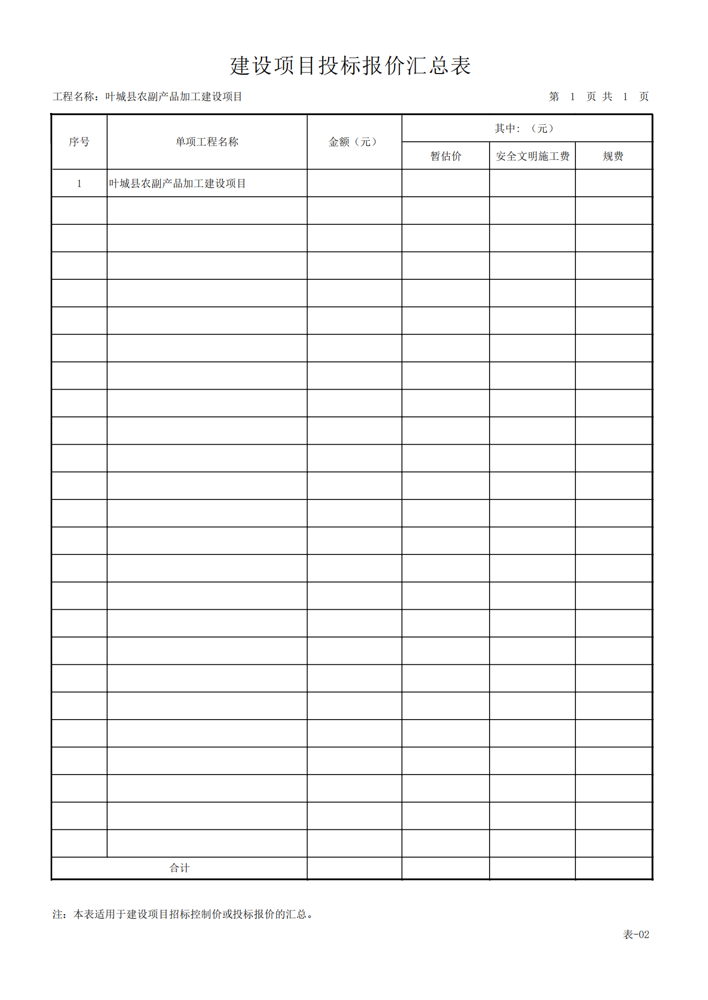 建设项目投标报价汇总表
工程名称：叶城县农副产品加工建设项目 第 1 页 共 1 页
序号 单项工程名称 金额（元） 其中：（元）
暂估价 安全文明施工费 规费
1 叶城县农副产品加工建设项目
合计
注：本表适用于建设项目招标控制价或投标报价的汇总。
表-02